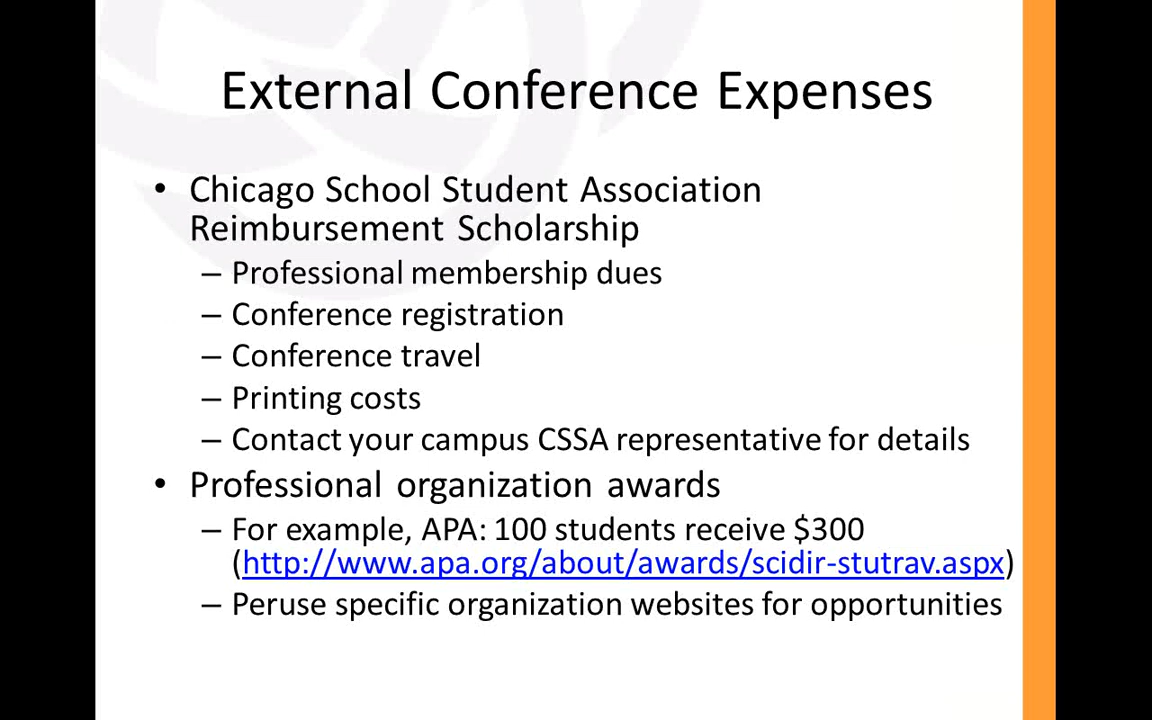 External Conference Expenses
• Chicago School Student Association
Reimbursement Scholarship
– Professional membership dues
– Conference registration
– Conference travel
– Printing costs
– Contact your campus CSSA representative for details
• Professional organization awards
– For example, APA: 100 students receive $300
(http://www.apa.org/about/awards/scidir-stutrav.aspx)
– Peruse specific organization websites for opportunities